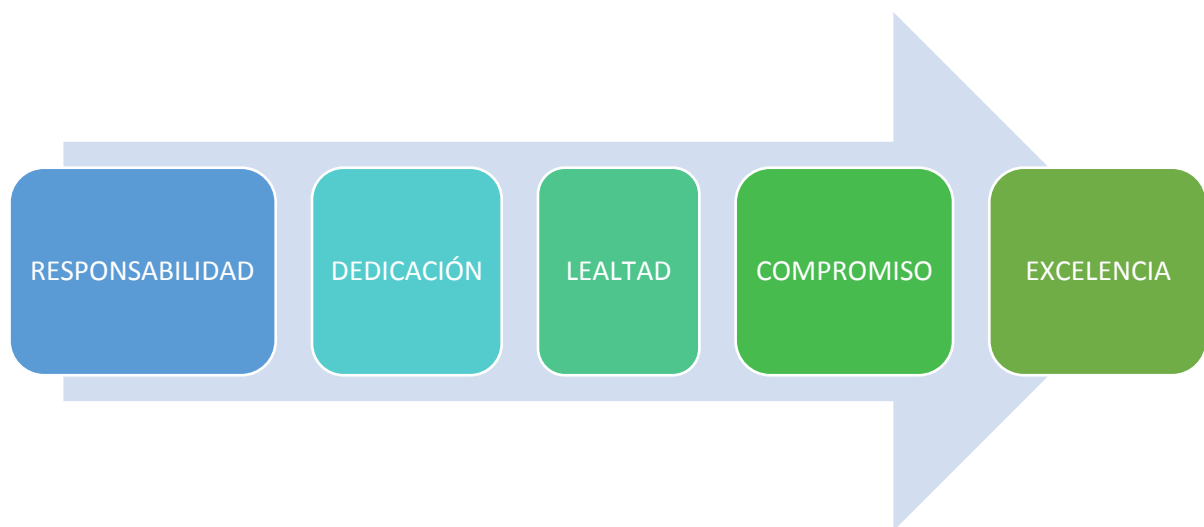 RESPONSABILIDAD
DEDICACIÓN
LEALTAD
COMPROMISO
EXCELENCIA